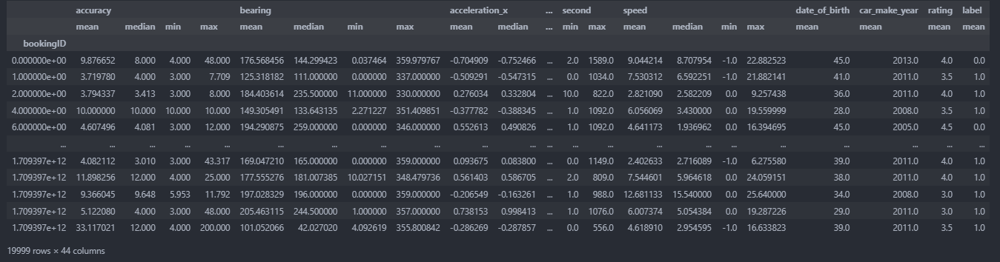 accuracy bearing acceleration_x ... second speed date_of_birth car_make_year rating label
mean median min max mean median min max mean median ... min max mean median min max mean mean mean mean
bookingID
0.000000e+00 9.876652 8.000 4.000 48.000 176.568456 144.299423 0.037464 359.979767 -0.704909 -0.752466 ... 2.0 1589.0 9.044214 8.707954 -1.0 22.882523 45.0 2013.0 4.0 0.0
1.000000e+00 3.719780 4.000 3.000 7.709 125.318182 111.000000 0.000000 337.000000 -0.509291 -0.547315 ... 0.0 1034.0 7.530312 6.592251 -1.0 21.882141 41.0 2011.0 3.5 1.0
2.000000e+00 3.794337 3.413 3.000 8.000 184.403614 235.500000 11.000000 330.000000 0.276034 0.332804 ... 10.0 822.0 2.821090 2.582209 0.0 9.257438 36.0 2011.0 4.0 1.0
4.000000e+00 10.000000 10.000 10.000 10.000 149.305491 133.643135 2.271227 351.409851 -0.377782 -0.388345 ... 1.0 1092.0 6.056069 3.430000 0.0 19.559999 28.0 2008.0 3.5 1.0
6.000000e+00 4.607496 4.081 3.000 12.000 194.290875 259.000000 0.000000 346.000000 0.552613 0.490826 ... 1.0 1092.0 4.641173 1.936962 0.0 16.394695 45.0 2005.0 4.5 0.0
... ... ... ... ... ... ... ... ... ... ... ... ... ... ... ... ... ... ... ... ... ...
1.709397e+12 4.082112 3.010 3.000 43.317 169.047210 165.000000 0.000000 359.000000 0.093675 0.083800 ... 0.0 1149.0 2.402633 2.716089 -1.0 6.275580 39.0 2011.0 4.0 1.0
1.709397e+12 11.898256 12.000 4.000 25.000 177.555276 181.007385 10.027151 348.479736 0.561403 0.586705 ... 2.0 809.0 7.544601 5.964618 0.0 24.059151 38.0 2011.0 4.0 1.0
1.709397e+12 9.366045 9.648 5.953 11.792 197.028329 196.000000 0.000000 359.000000 -0.206549 -0.163261 ... 1.0 988.0 12.681133 15.540000 0.0 25.640000 34.0 2008.0 3.0 1.0
1.709397e+12 5.122080 4.000 3.000 48.000 205.463115 244.500000 1.000000 357.000000 0.738153 0.998413 ... 1.0 1076.0 6.007374 5.054384 0.0 19.287226 29.0 2011.0 3.0 1.0
1.709397e+12 33.117021 12.000 4.000 200.000 101.052066 42.027020 4.092619 355.800842 -0.286269 -0.287857 ... 0.0 556.0 4.618910 2.954595 -1.0 16.633823 39.0 2011.0 3.5 1.0
19999 rows × 44 columns